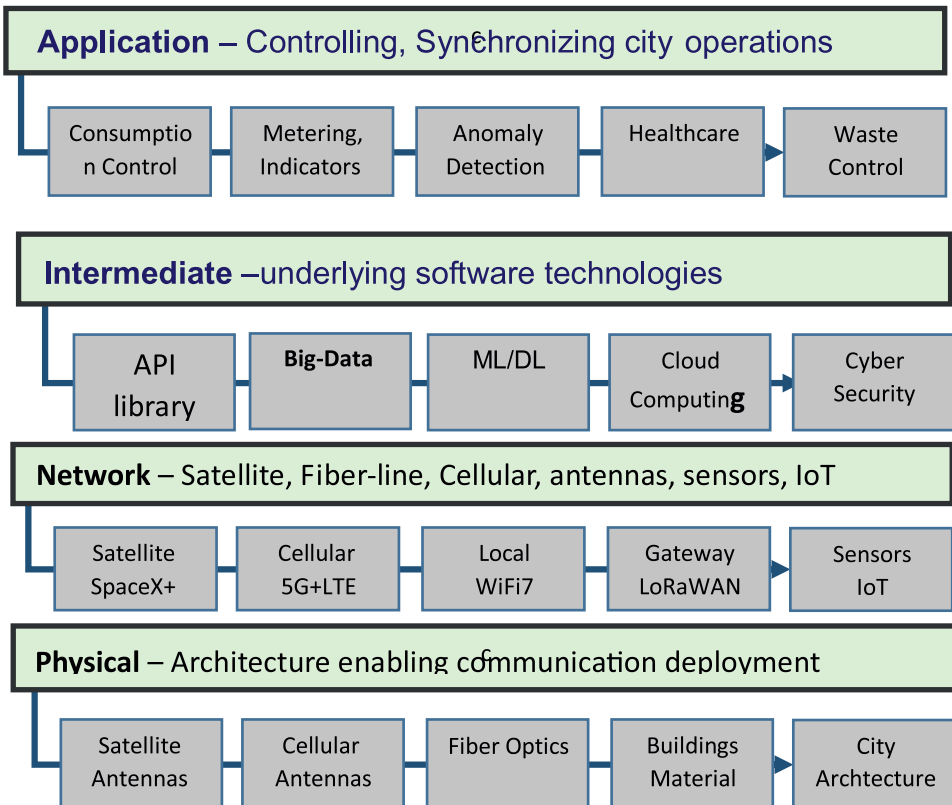 Application – Controlling, Synchronizing city operations
Consumptio
n Control
Metering,
Indicators
Anomaly
Detection
Healthcare
Waste
Control
Intermediate –underlying software technologies
API
library
Big-Data
ML/DL
Cloud
Computing
Cyber
Security
Network – Satellite, Fiber-line, Cellular, antennas, sensors, IoT
Satellite
SpaceX+
Cellular
5G+LTE
Local
WiFi7
Gateway
LoRaWAN
Sensors
IoT
Physical – Architecture enabling communication deployment
Satellite
Antennas
Cellular
Antennas
Fiber Optics
Buildings
Material
City
Archtecture